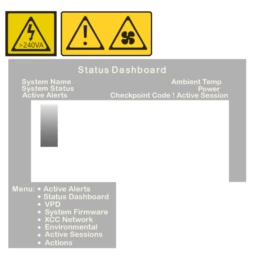 >240VA
Status Dashboard
System Name Ambient Temp
System Status Power
Active Alerts Checkpoint Code ! Active Session
Menu: • Active Alerts
• Status Dashboard
• VPD
• System Firmware
• XCC Network
• Environmental
• Active Sessions
• Actions